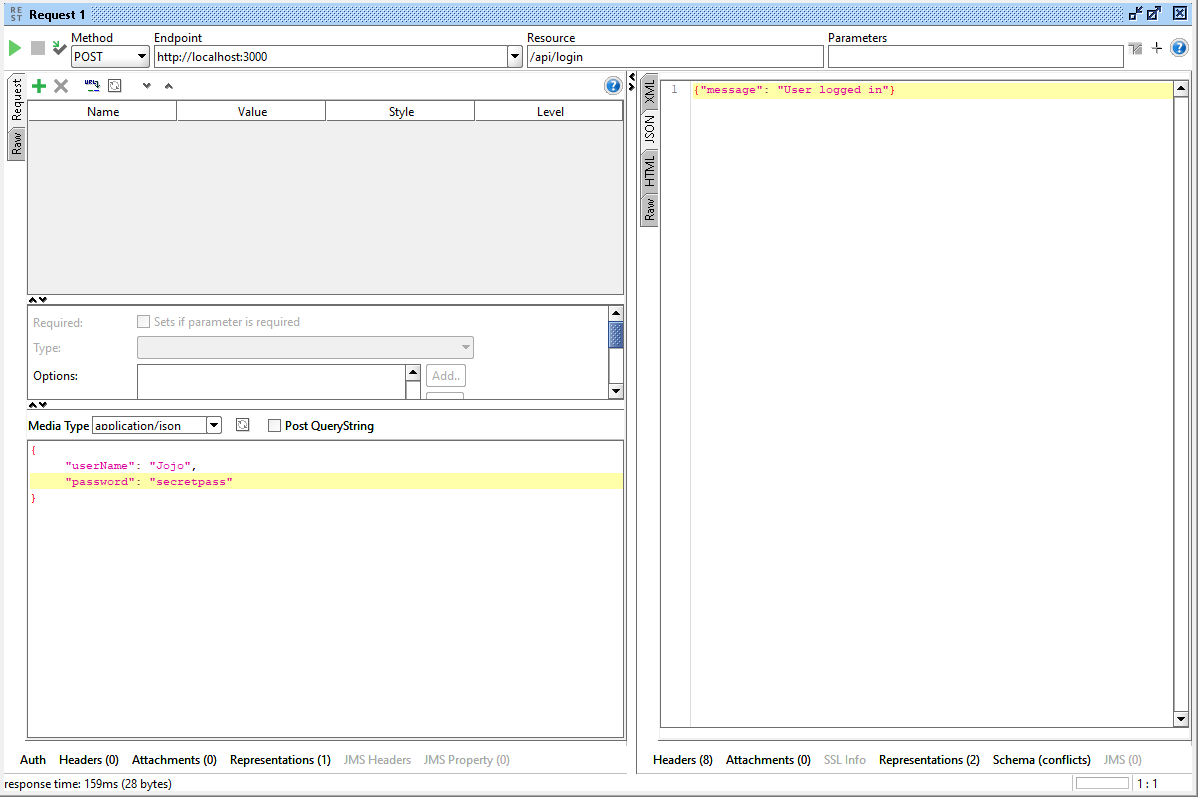 RE
ST
Request 1
Method
Endpoint
Resource
Parameters
POST
http://localhost:3000
/api/login
Request
Raw
Name Value Style Level
Required: Sets if parameter is required
Type:
Options: Add..
Media Type application/json Post QueryString
{
"userName": "Jojo",
"password": "secretpass"
}
Auth Headers (0) Attachments (0) Representations (1) JMS Headers JMS Property (0)
XML
JSON
HTML
Raw
1 {"message": "User logged in"}
Headers (8) Attachments (0) SSL Info Representations (2) Schema (conflicts) JMS (0)
response time: 159ms (28 bytes)
1 : 1